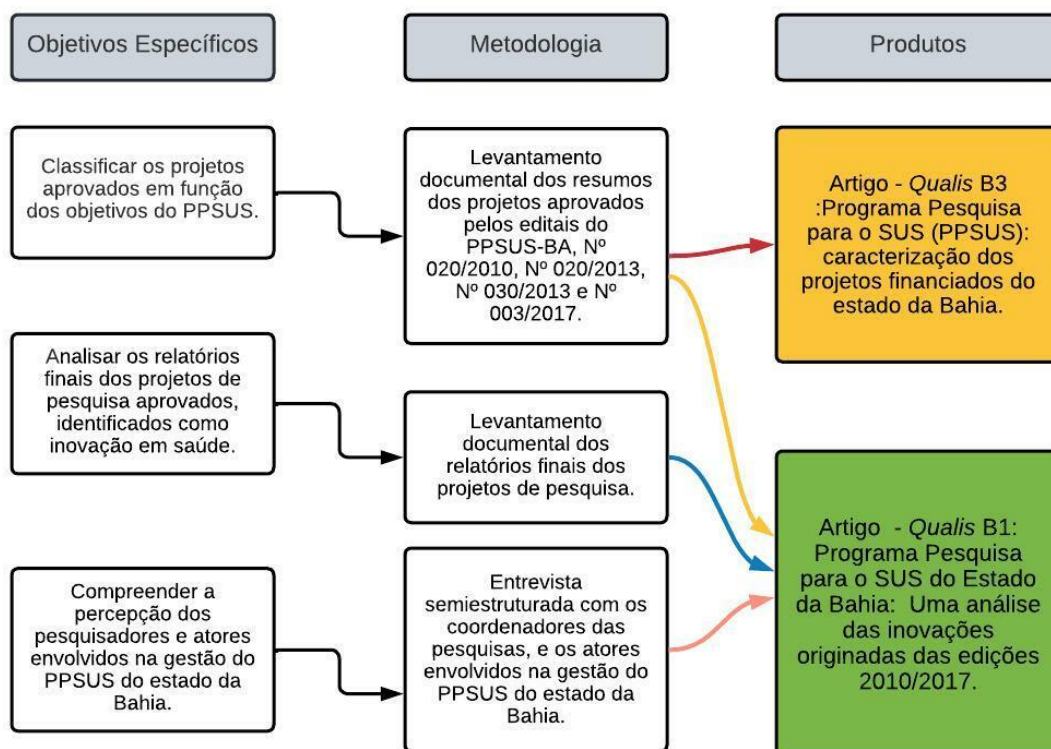 Objetivos Específicos
Metodologia
Produtos
Classificar os projetos
aprovados em função
dos objetivos do PPSUS.
Levantamento
documental dos resumos
dos projetos aprovados
pelos editais do
PPSUS-BA, Nº
020/2010, Nº 020/2013,
Nº 030/2013 e Nº
003/2017.
Artigo - Qualis B3
:Programa Pesquisa
para o SUS (PPSUS):
caracterização dos
projetos financiados do
estado da Bahia.
Analisar os relatórios
finais dos projetos de
pesquisa aprovados,
identificados como
inovação em saúde.
Levantamento
documental dos
relatórios finais dos
projetos de pesquisa.
Artigo - Qualis B1:
Programa Pesquisa
para o SUS do Estado
da Bahia: Uma análise
das inovações
originadas das edições
2010/2017.
Compreender a
percepção dos
pesquisadores e atores
envolvidos na gestão do
PPSUS do estado da
Bahia.
Entrevista
semiestruturada com os
coordenadores das
pesquisas, e os atores
envolvidos na gestão do
PPSUS do estado da
Bahia.